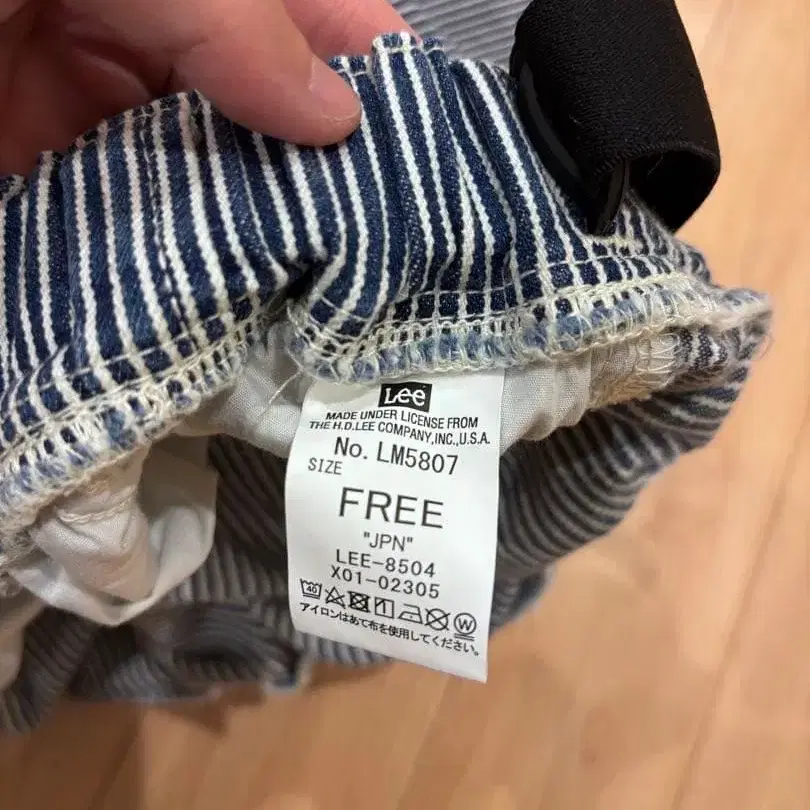 Lee
MADE UNDER LICENSE FROM
THE H.D.LEE COMPANY,INC.,U.S.A.
No. LM5807
SIZE
FREE
"JPN"
LEE-8504
X01-02305
40 W
アイロンはあて布を使用してください。